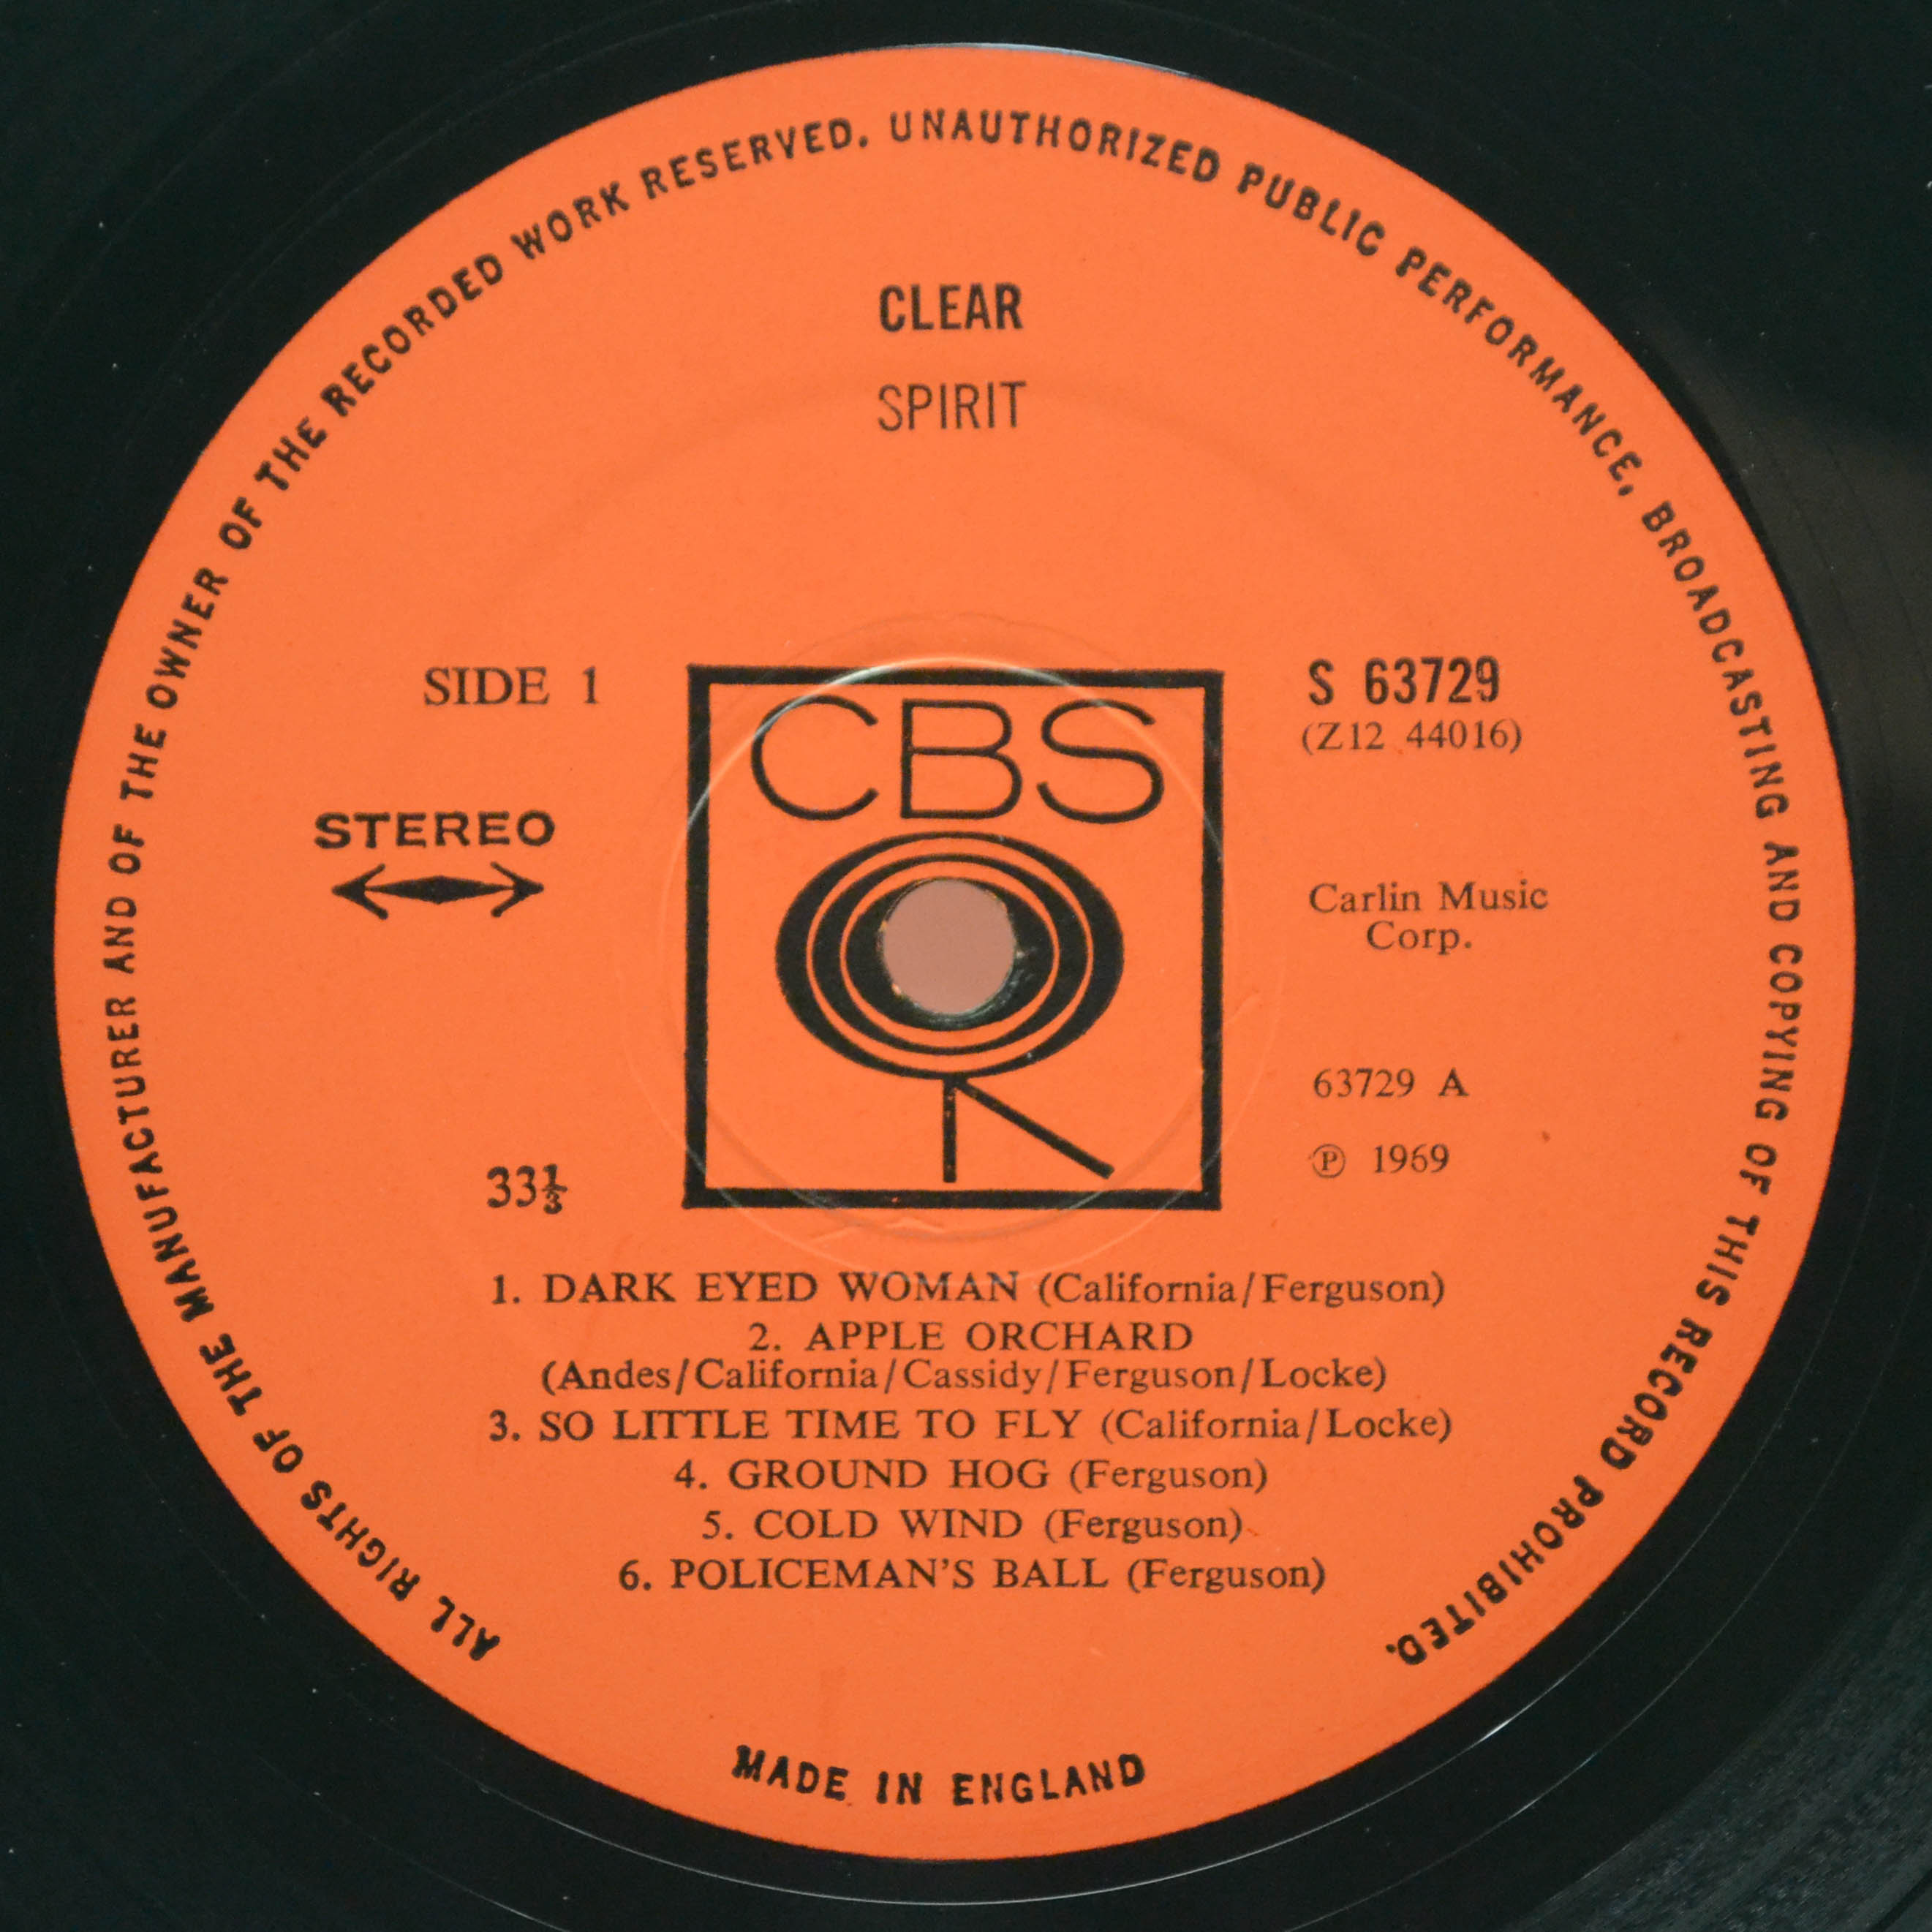 ALL RIGHTS OF THE MANUFACTURER AND OF THE OWNER OF THE RECORDED WORK RESERVED. UNAUTHORIZED PUBLIC PERFORMANCE, BROADCASTING AND COPYING OF THIS RECORD PROHIBITED.
CLEAR
SPIRIT
SIDE 1
STEREO
33⅓
CBS
S 63729
(Z12 44016)
Carlin Music
Corp.
63729 A
Ⓟ 1969
1. DARK EYED WOMAN (California/Ferguson)
2. APPLE ORCHARD
(Andes/California/Cassidy/Ferguson/Locke)
3. SO LITTLE TIME TO FLY (California/Locke)
4. GROUND HOG (Ferguson)
5. COLD WIND (Ferguson)
6. POLICEMAN'S BALL (Ferguson)
MADE IN ENGLAND